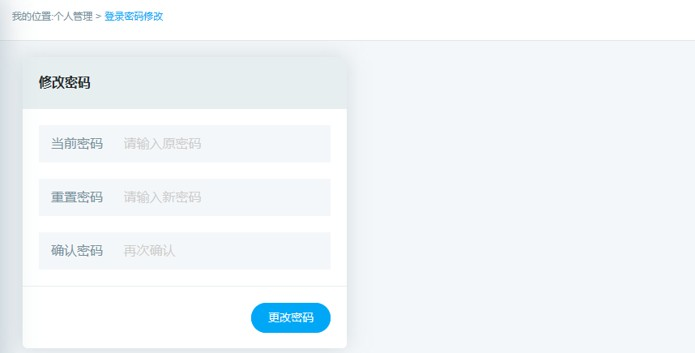 我的位置:个人管理 > 登录密码修改
修改密码
当前密码 请输入原密码
重置密码 请输入新密码
确认密码 再次确认
更改密码